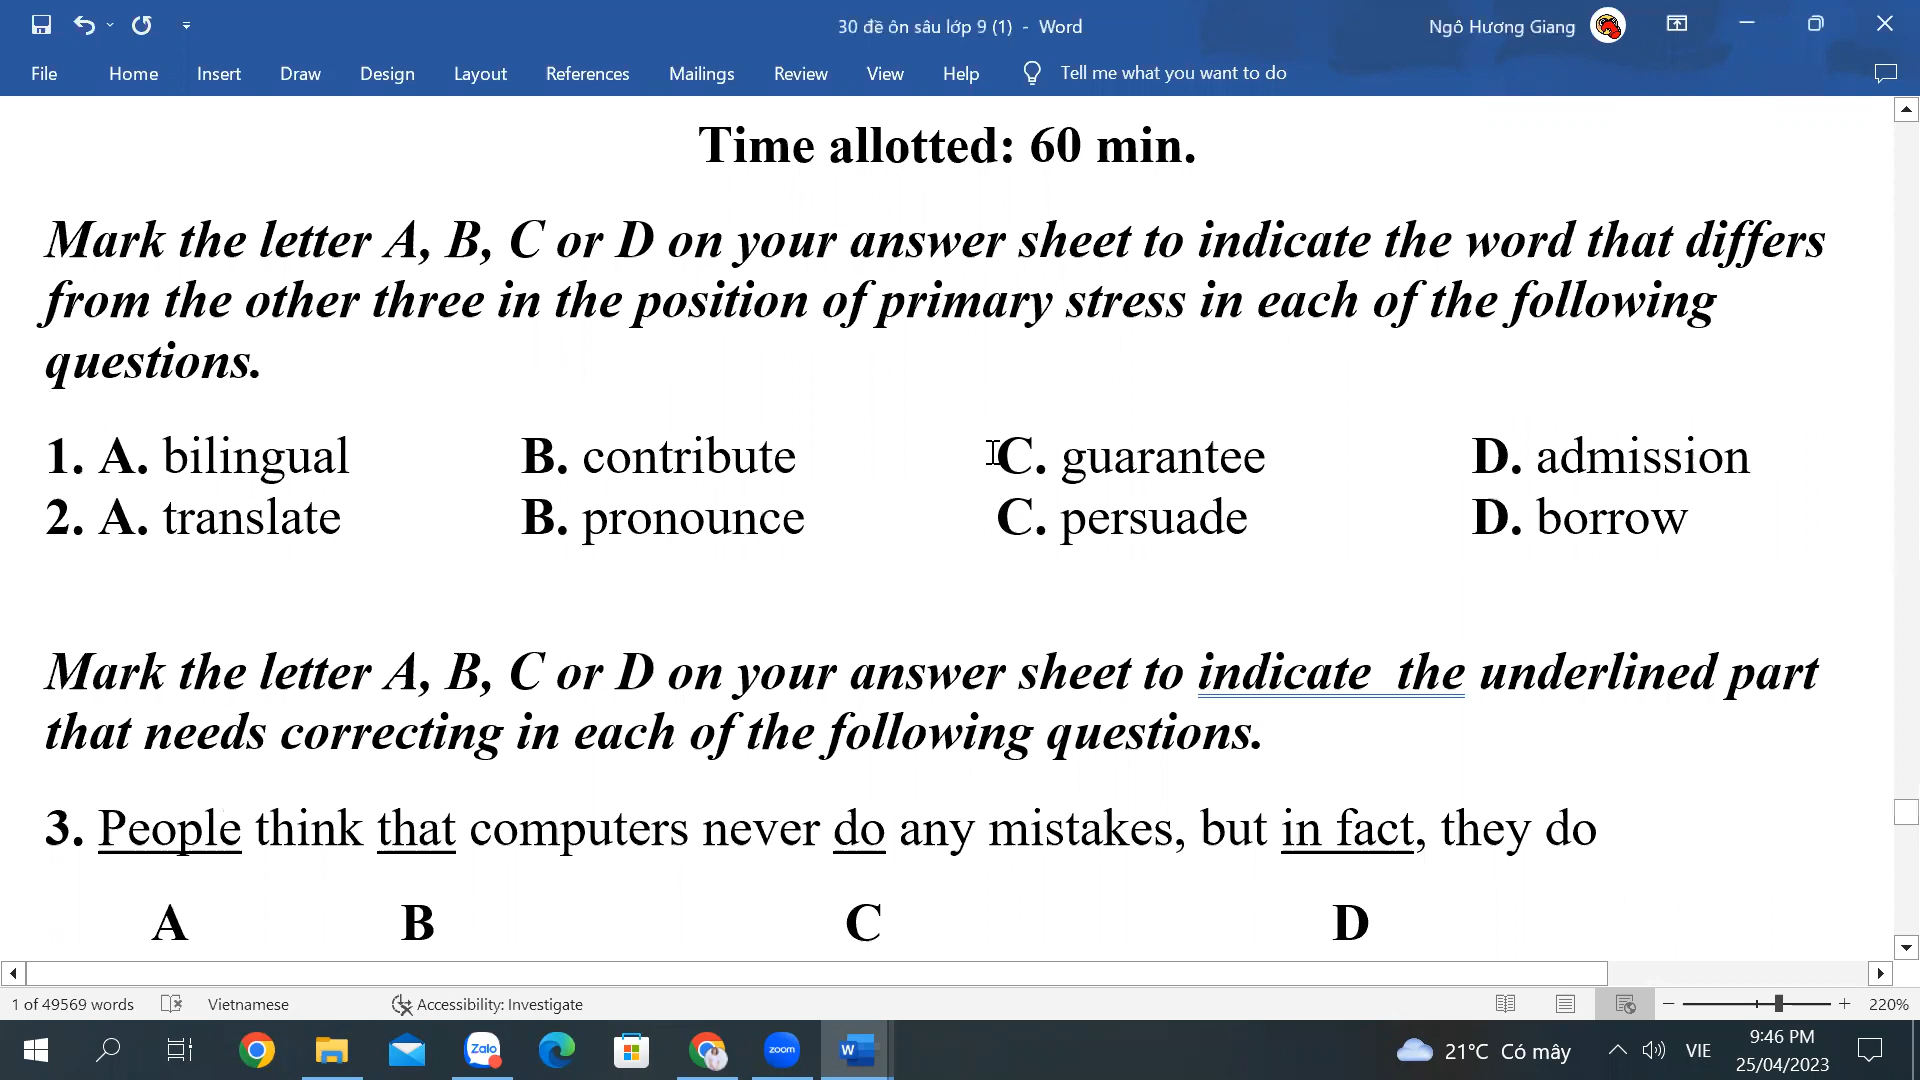 30 đề ôn sâu lớp 9 (1) - Word
Ngô Hương Giang
File Home Insert Draw Design Layout References Mailings Review View Help Tell me what you want to do
Time allotted: 60 min.
Mark the letter A, B, C or D on your answer sheet to indicate the word that differs
from the other three in the position of primary stress in each of the following
questions.
1. A. bilingual B. contribute C. guarantee D. admission
2. A. translate B. pronounce C. persuade D. borrow
Mark the letter A, B, C or D on your answer sheet to indicate the underlined part
that needs correcting in each of the following questions.
3. People think that computers never do any mistakes, but in fact, they do
A B C D
1 of 49569 words Vietnamese Accessibility: Investigate 220%
Zalo zoom W 21°C Có mây VIE 9:46 PM
25/04/2023